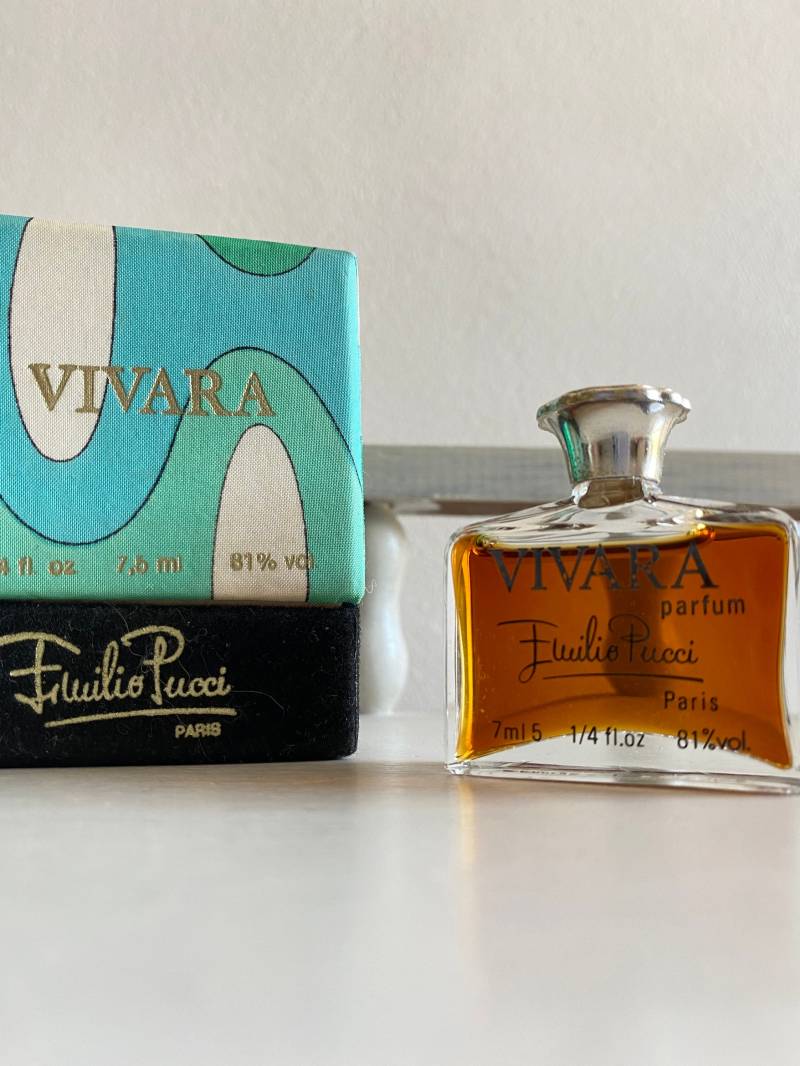 VIVARA
4 fl. oz 7,5 ml 81% vol.
Emilio Pucci
PARIS
VIVARA
parfum
Emilio Pucci
Paris
7ml 5 1/4 fl.oz 81%vol.